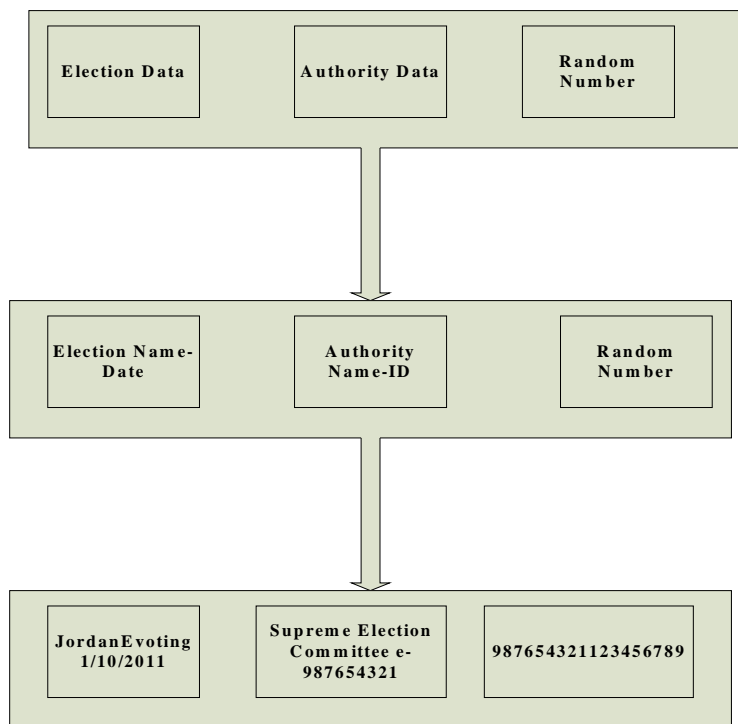 Election Data
Authority Data
Random
Number
Election Name-
Date
Authority
Name-ID
Random
Number
JordanEvoting
1/10/2011
Supreme Election
Committee e-
987654321
987654321123456789